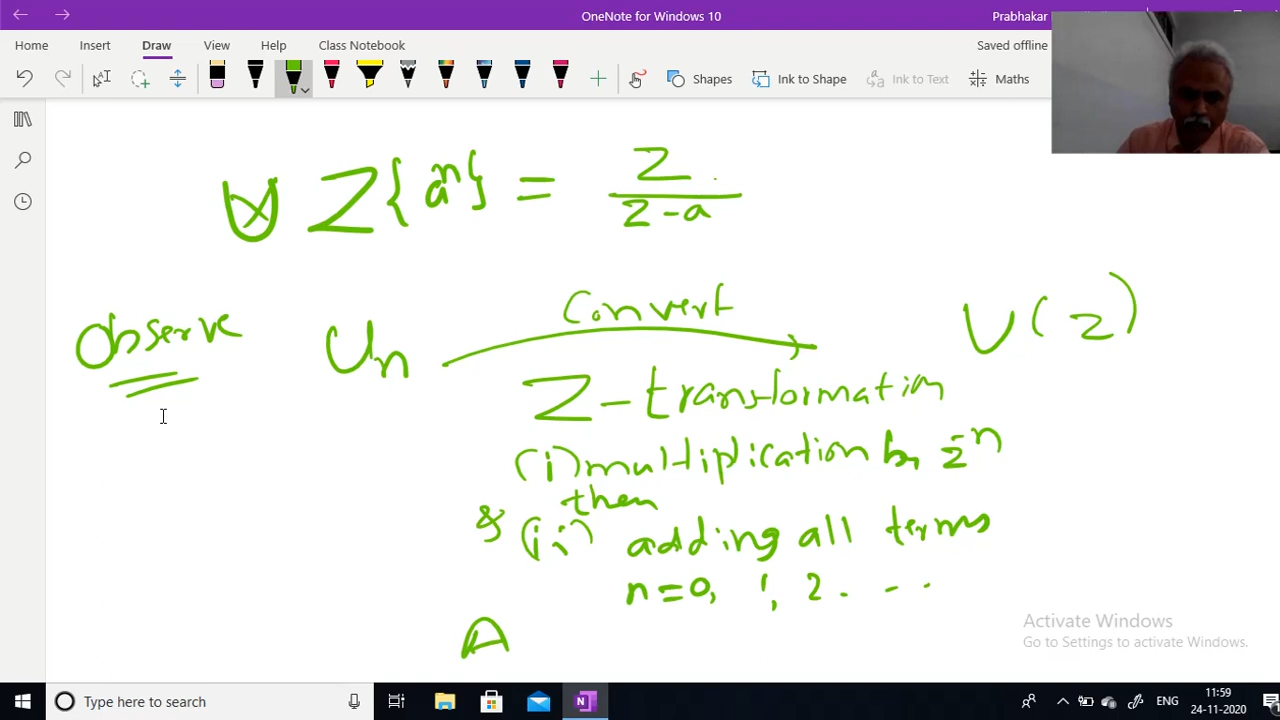 OneNote for Windows 10
Prabhakar
Home Insert Draw View Help Class Notebook
Saved offline
Shapes Ink to Shape Ink to Text Maths
Z{aⁿ} = Z / Z-a
Observe Un Convert U(z)
Z-transformation
(i) multiplication by z⁻ⁿ
then
& (ii) adding all terms
n=0, 1, 2. - -
A
Activate Windows
Go to Settings to activate Windows.
Type here to search
ENG
11:59
24-11-2020